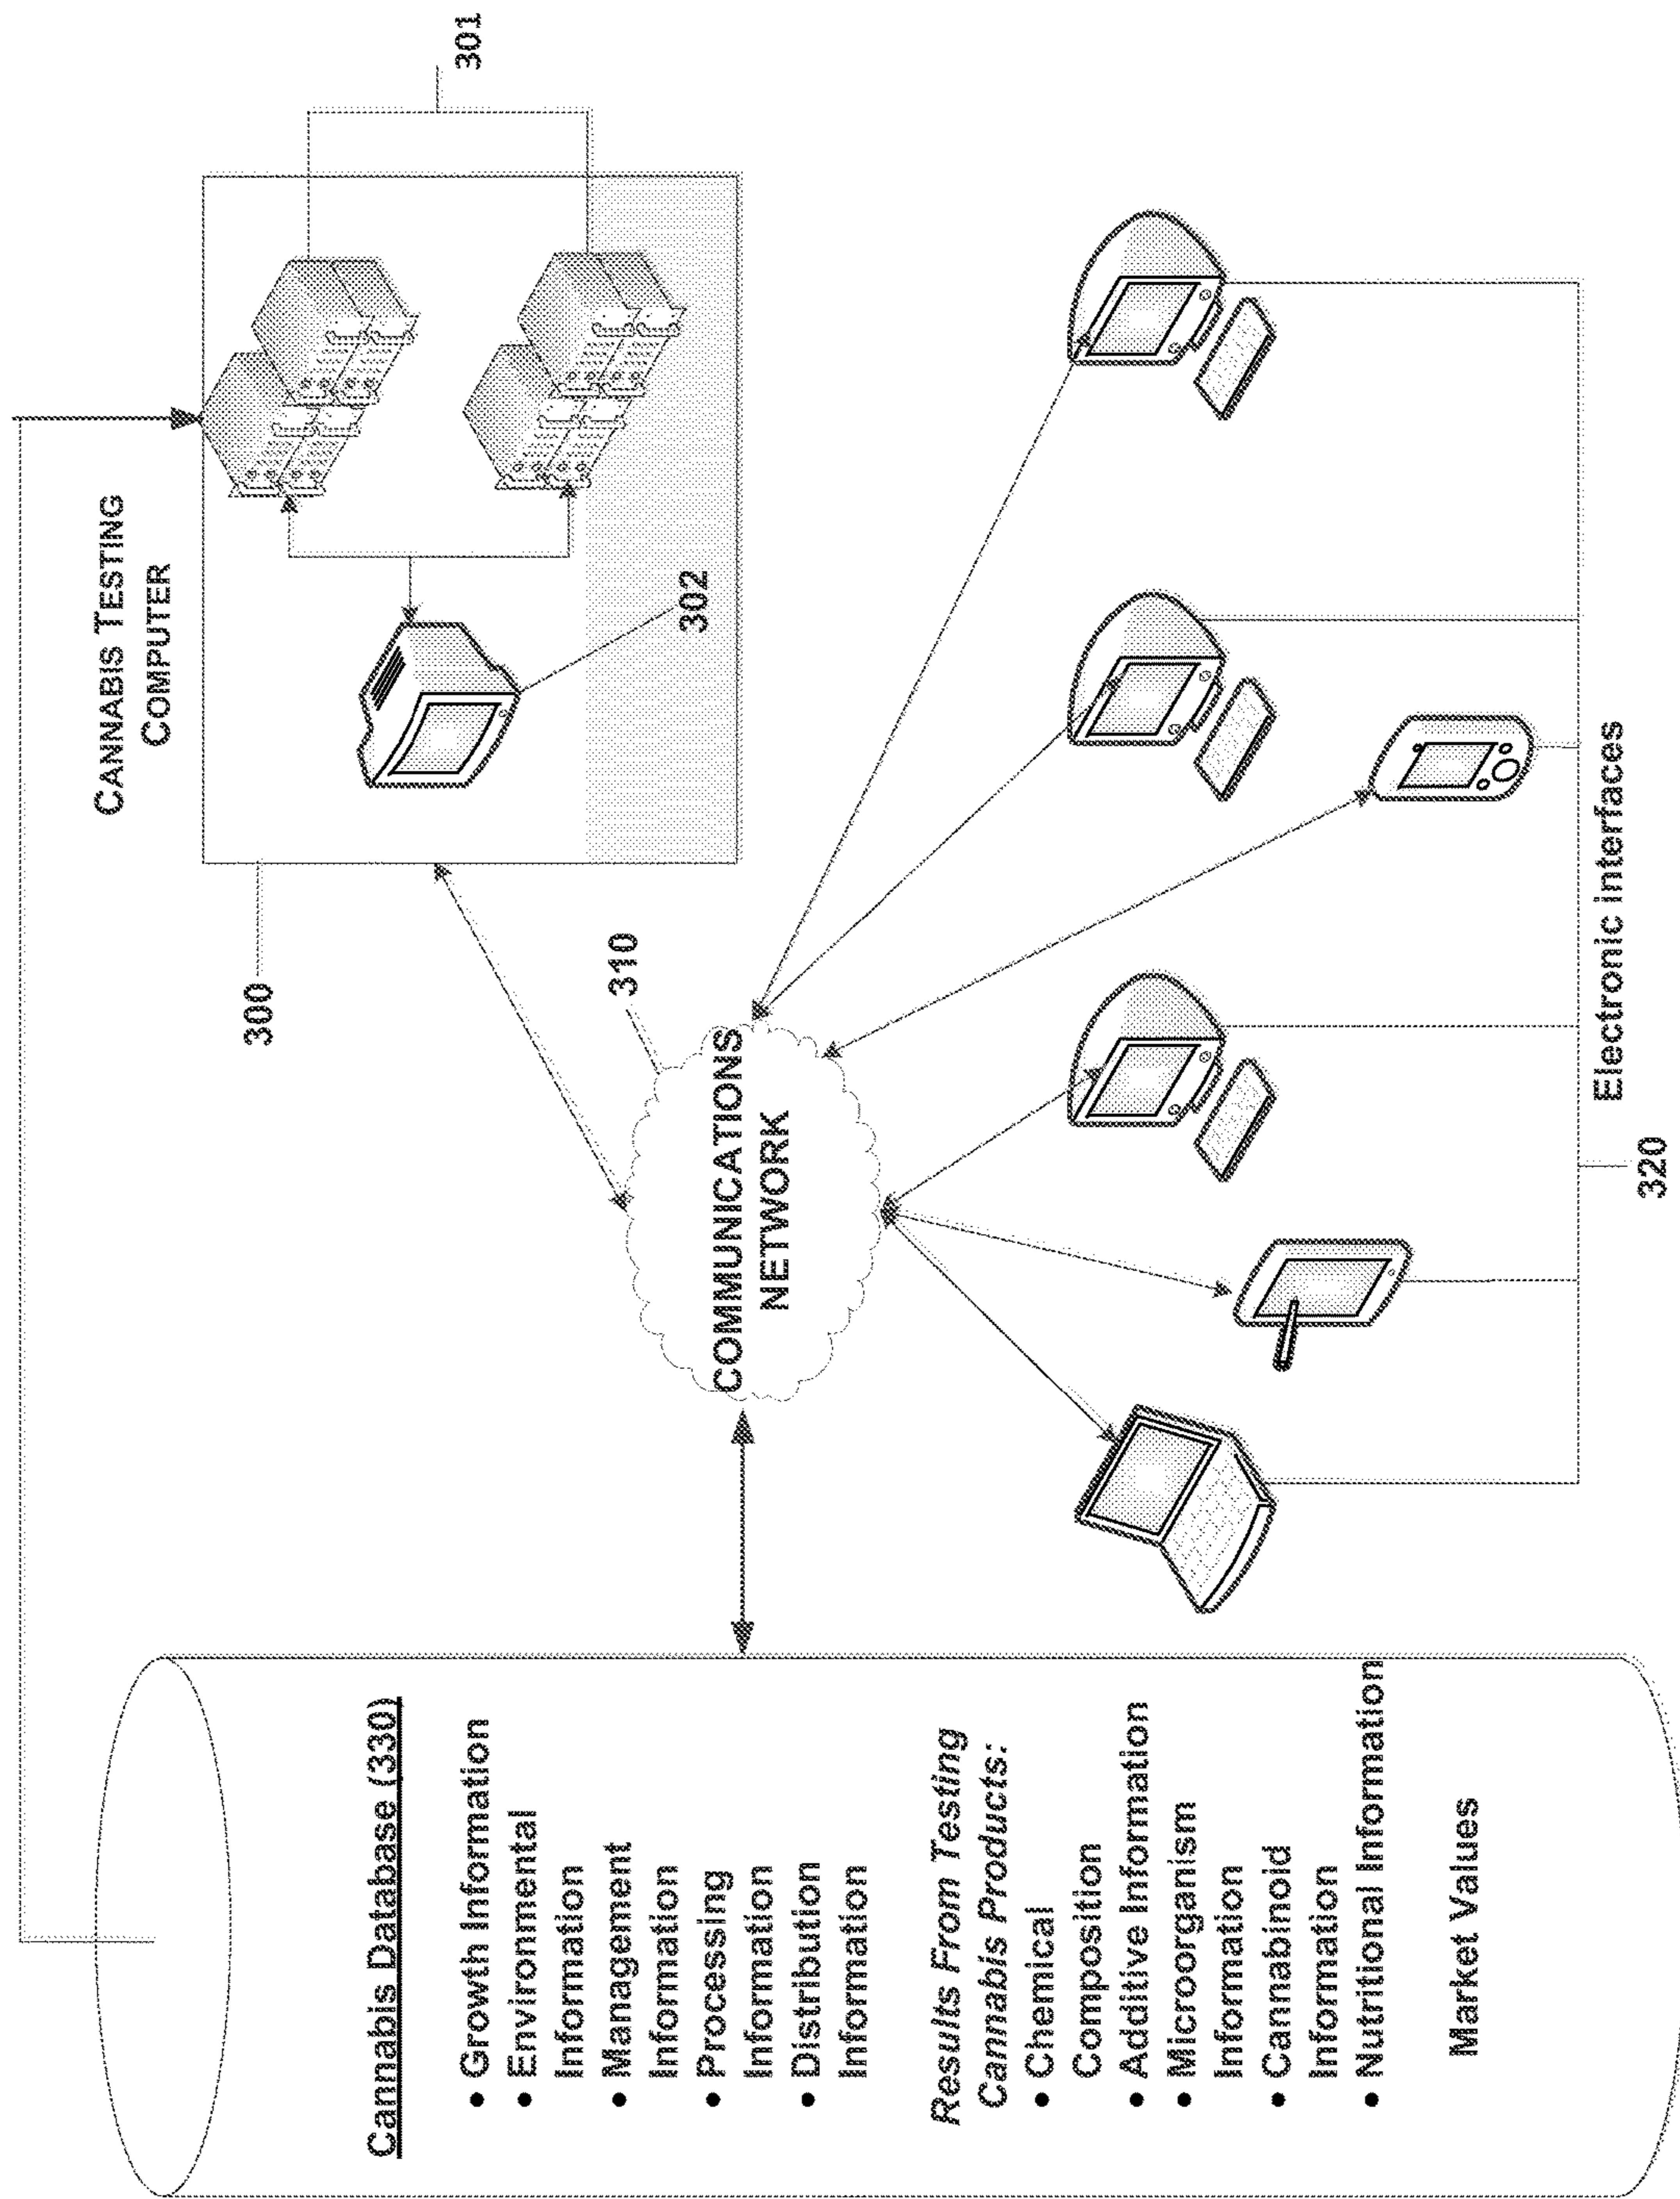 Cannabis Database (330)
• Growth Information
• Environmental
Information
• Management
Information
• Processing
Information
• Distribution
Information
Results From Testing
Cannabis Products:
• Chemical
Composition
• Additive Information
• Microorganism
Information
• Cannabinoid
Information
• Nutritional Information
Market Values
COMMUNICATIONS
NETWORK
310
300
CANNABIS TESTING
COMPUTER
302
301
Electronic Interfaces
320